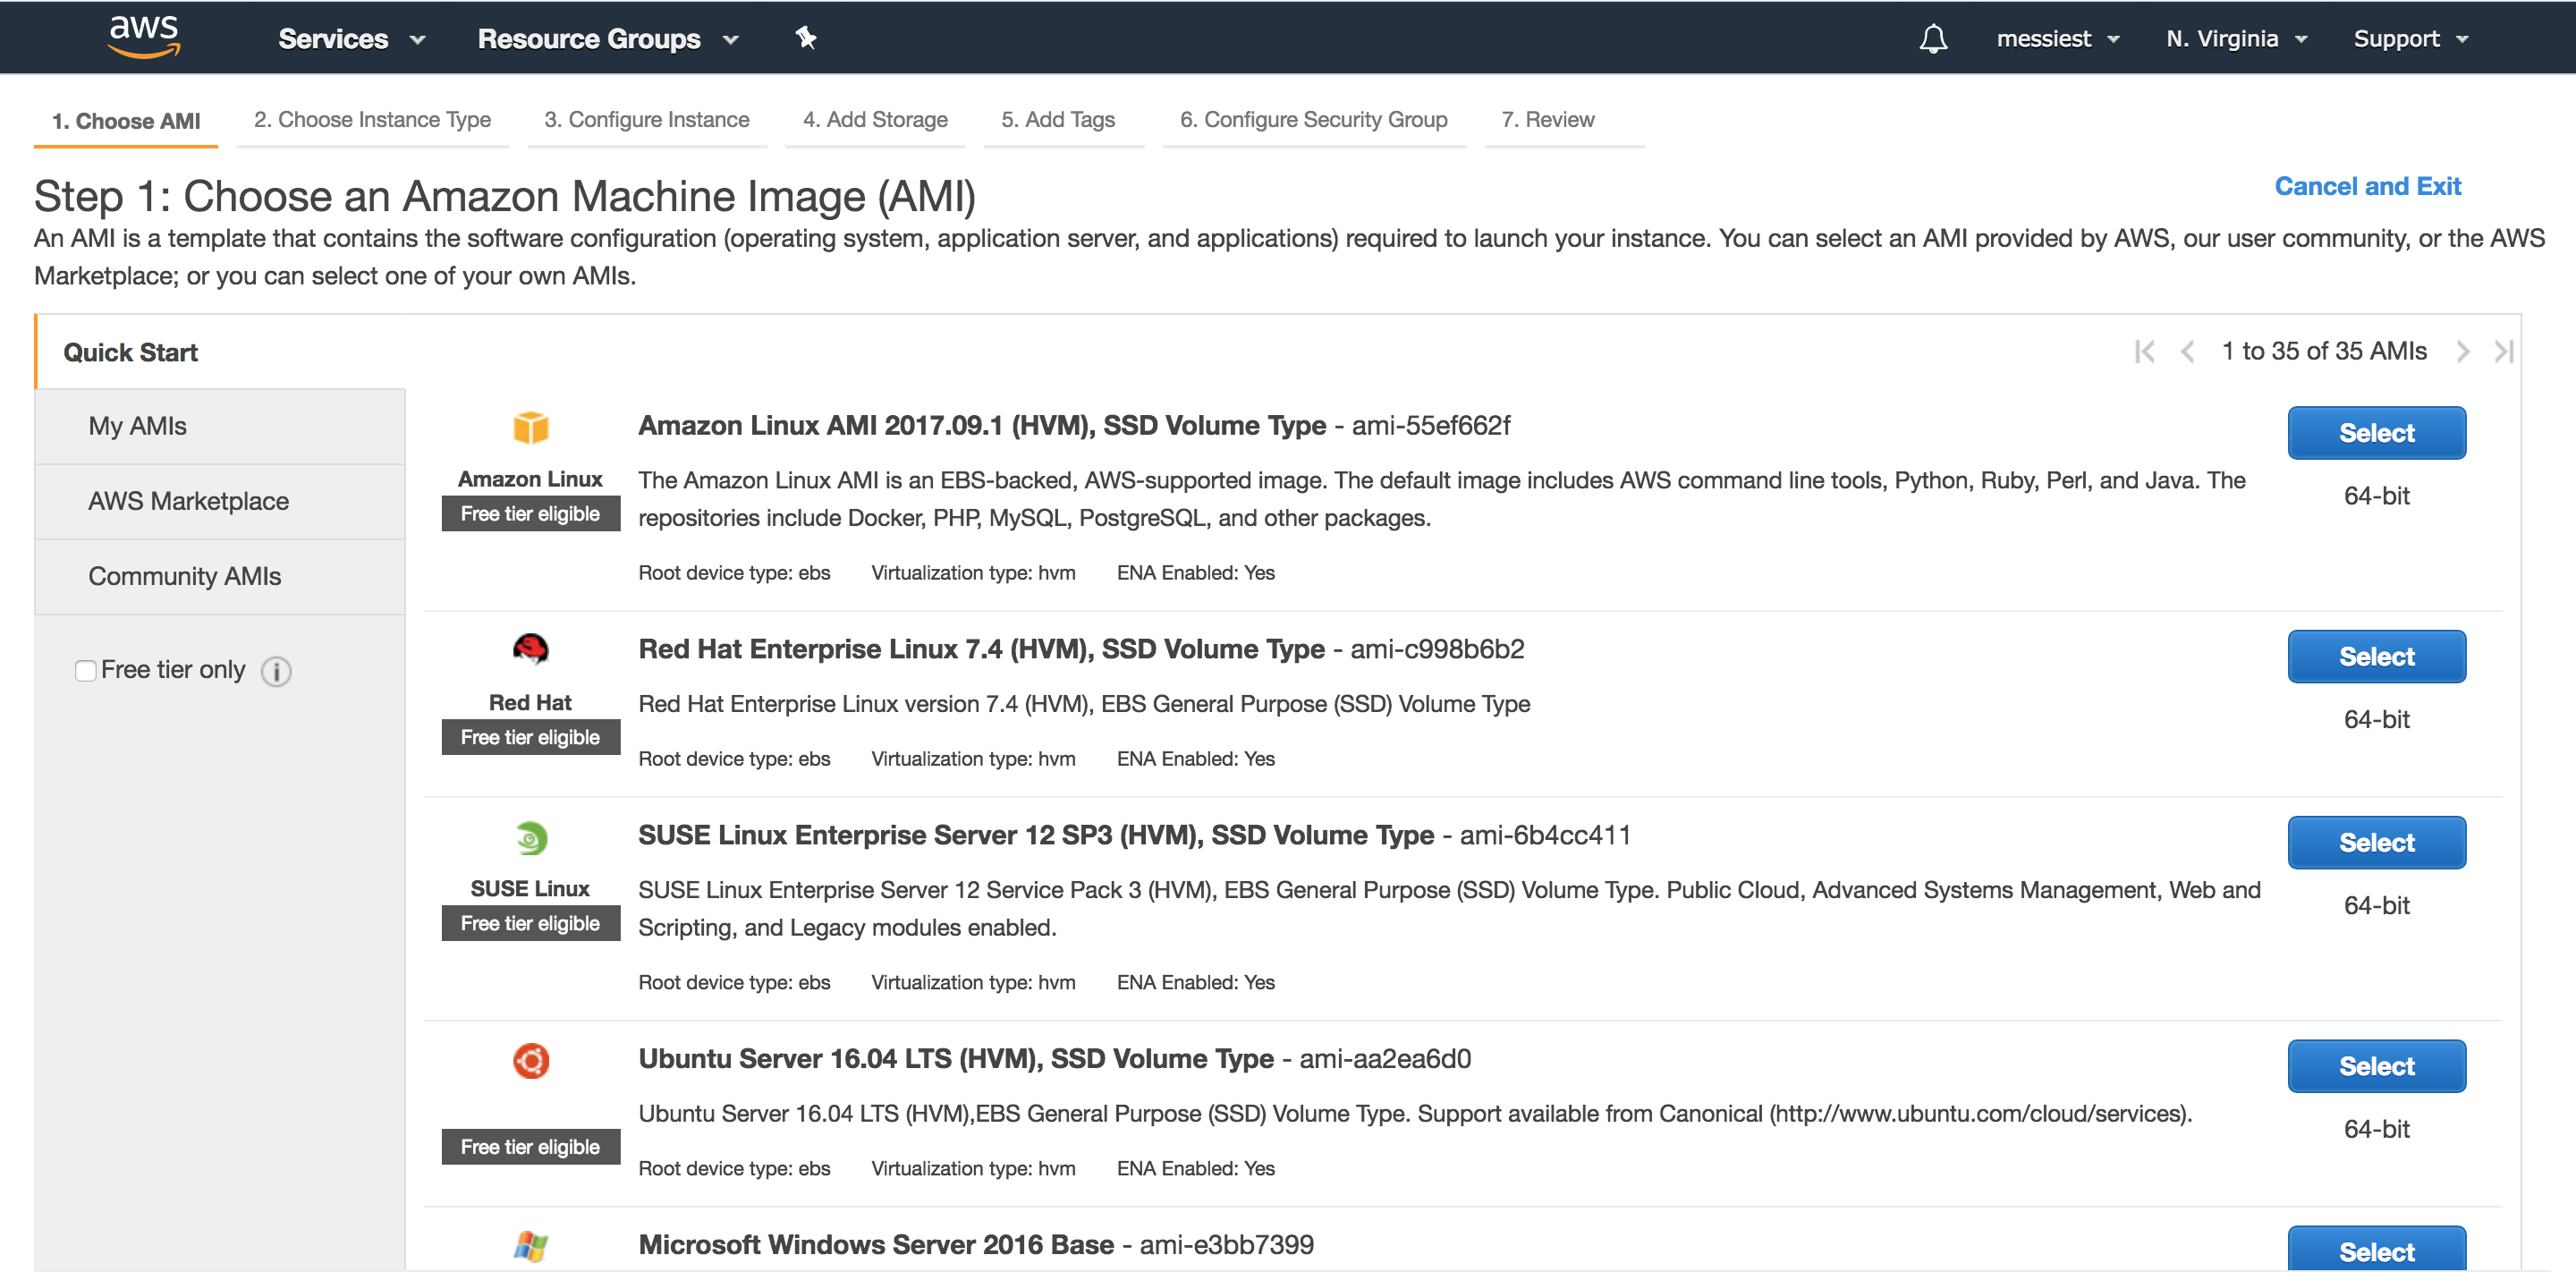 aws Services Resource Groups messiest N. Virginia Support
1. Choose AMI 2. Choose Instance Type 3. Configure Instance 4. Add Storage 5. Add Tags 6. Configure Security Group 7. Review
Step 1: Choose an Amazon Machine Image (AMI)
Cancel and Exit
An AMI is a template that contains the software configuration (operating system, application server, and applications) required to launch your instance. You can select an AMI provided by AWS, our user community, or the AWS
Marketplace; or you can select one of your own AMIs.
Quick Start
My AMIs
AWS Marketplace
Community AMIs
Free tier only
1 to 35 of 35 AMIs
Amazon Linux
Free tier eligible
Amazon Linux AMI 2017.09.1 (HVM), SSD Volume Type - ami-55ef662f
The Amazon Linux AMI is an EBS-backed, AWS-supported image. The default image includes AWS command line tools, Python, Ruby, Perl, and Java. The
repositories include Docker, PHP, MySQL, PostgreSQL, and other packages.
Root device type: ebs Virtualization type: hvm ENA Enabled: Yes
Select
64-bit
Red Hat
Free tier eligible
Red Hat Enterprise Linux 7.4 (HVM), SSD Volume Type - ami-c998b6b2
Red Hat Enterprise Linux version 7.4 (HVM), EBS General Purpose (SSD) Volume Type
Root device type: ebs Virtualization type: hvm ENA Enabled: Yes
Select
64-bit
SUSE Linux
Free tier eligible
SUSE Linux Enterprise Server 12 SP3 (HVM), SSD Volume Type - ami-6b4cc411
SUSE Linux Enterprise Server 12 Service Pack 3 (HVM), EBS General Purpose (SSD) Volume Type. Public Cloud, Advanced Systems Management, Web and
Scripting, and Legacy modules enabled.
Root device type: ebs Virtualization type: hvm ENA Enabled: Yes
Select
64-bit
Free tier eligible
Ubuntu Server 16.04 LTS (HVM), SSD Volume Type - ami-aa2ea6d0
Ubuntu Server 16.04 LTS (HVM),EBS General Purpose (SSD) Volume Type. Support available from Canonical (http://www.ubuntu.com/cloud/services).
Root device type: ebs Virtualization type: hvm ENA Enabled: Yes
Select
64-bit
Microsoft Windows Server 2016 Base - ami-e3bb7399
Select